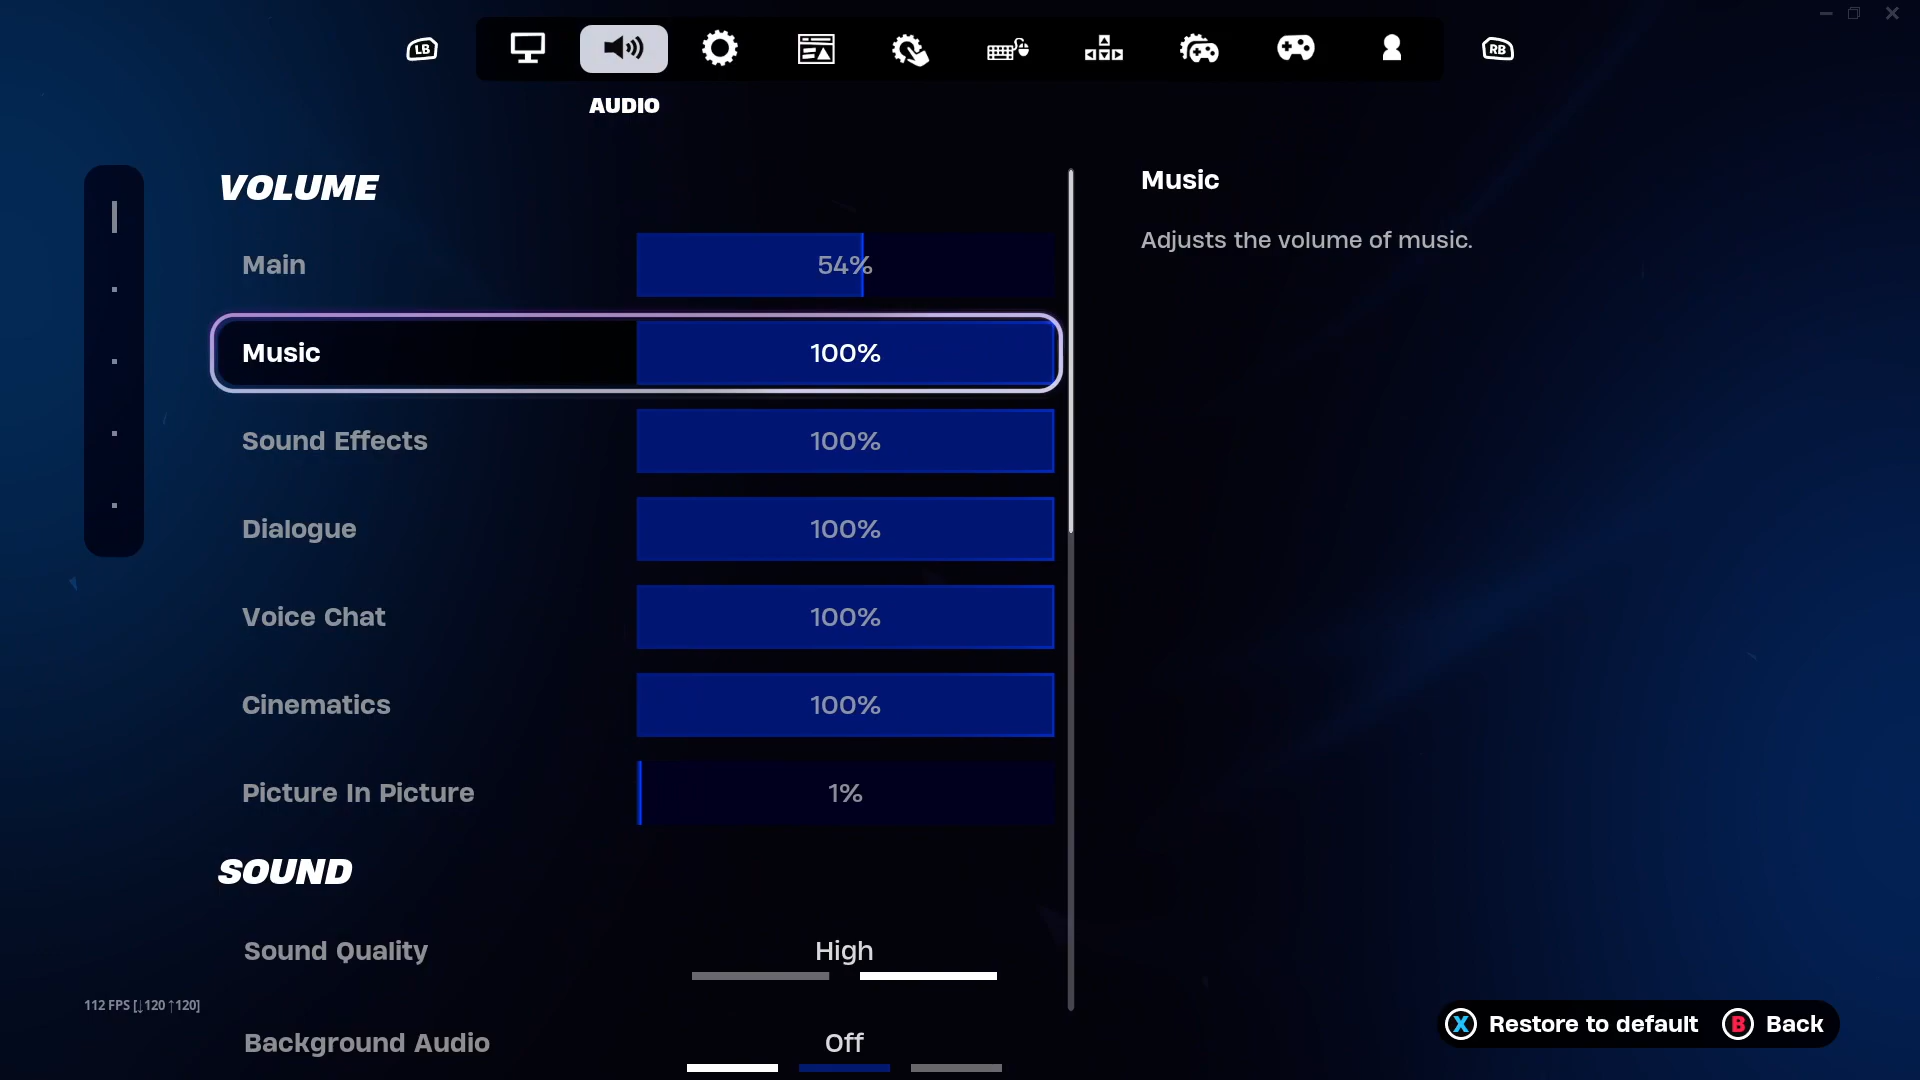 LB
RB
AUDIO
VOLUME
Main 54%
Music 100%
Sound Effects 100%
Dialogue 100%
Voice Chat 100%
Cinematics 100%
Picture In Picture 1%
SOUND
Sound Quality High
Background Audio Off
Music
Adjusts the volume of music.
112 FPS [↓120 ↑120]
X Restore to default B Back